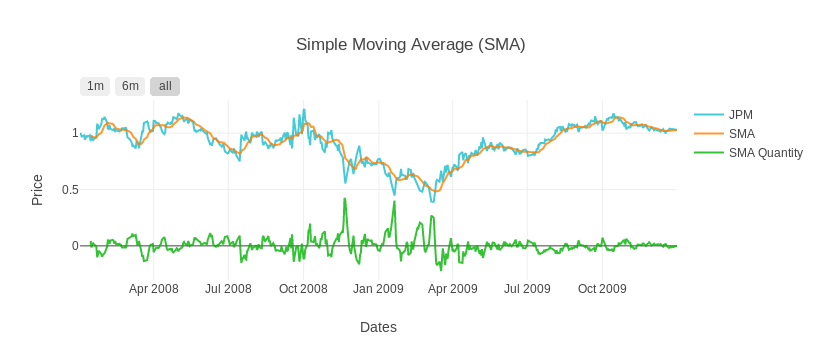 Simple Moving Average (SMA)
1m 6m all
JPM
SMA
SMA Quantity
Price
1
0.5
0
Apr 2008 Jul 2008 Oct 2008 Jan 2009 Apr 2009 Jul 2009 Oct 2009
Dates